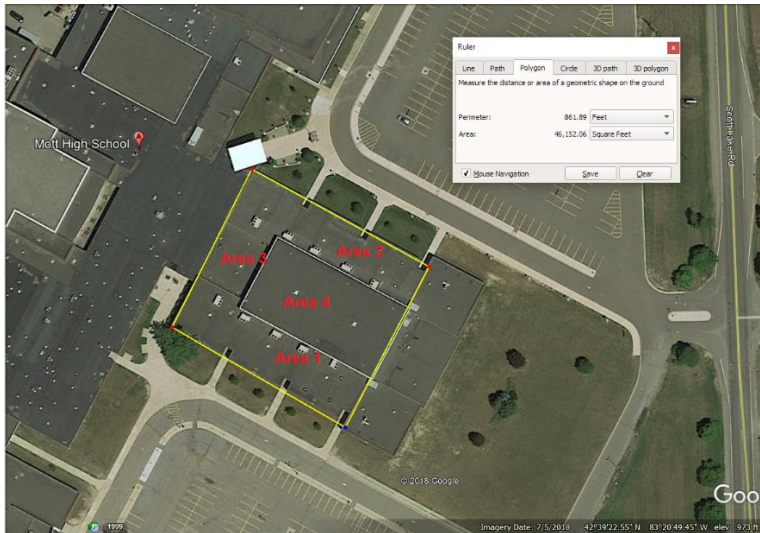 Ruler
x
Line Path Polygon Circle 3D path 3D polygon
Measure the distance or area of a geometric shape on the ground
Perimeter: 861.89 Feet
Area: 46,152.06 Square Feet
Mouse Navigation Save Clear
Mott High School
A
Scott Lake Rd
Area 2
Area 3
Area 4
Area 1
© 2018 Google
Goo
1999
Imagery Date: 7/5/2018 42°39'22.55" N 83°20'49.45" W elev 973 ft